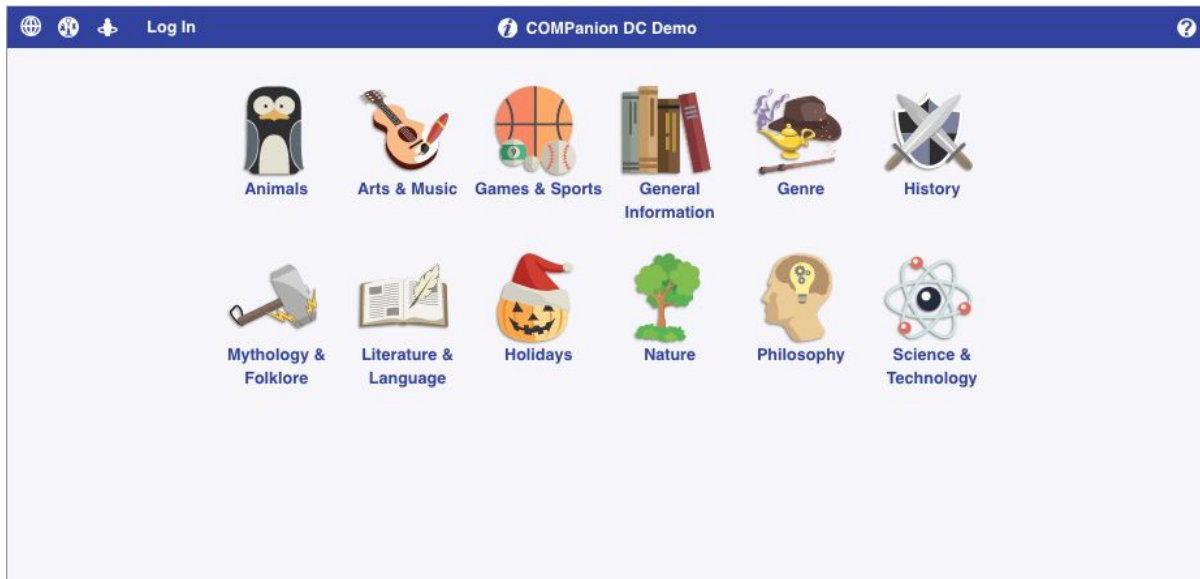 Log In
COMPanion DC Demo
Animals
Arts & Music
Games & Sports
General
Information
Genre
History
Mythology &
Folklore
Literature &
Language
Holidays
Nature
Philosophy
Science &
Technology